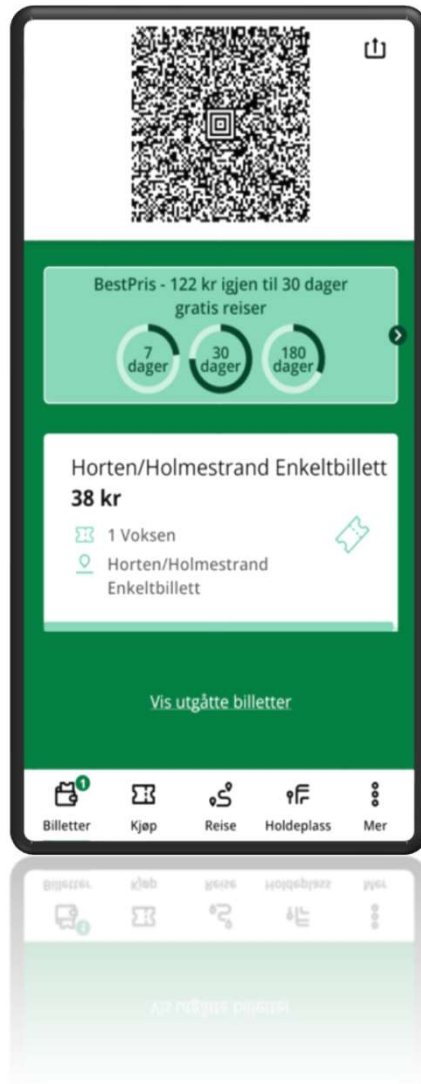 BestPris - 122 kr igjen til 30 dager
gratis reiser
7
dager
30
dager
180
dager
Horten/Holmestrand Enkeltbillett
38 kr
1 Voksen
Horten/Holmestrand
Enkeltbillett
Vis utgåtte billetter
1
Billetter
Kjøp
Reise
Holdeplass
Mer